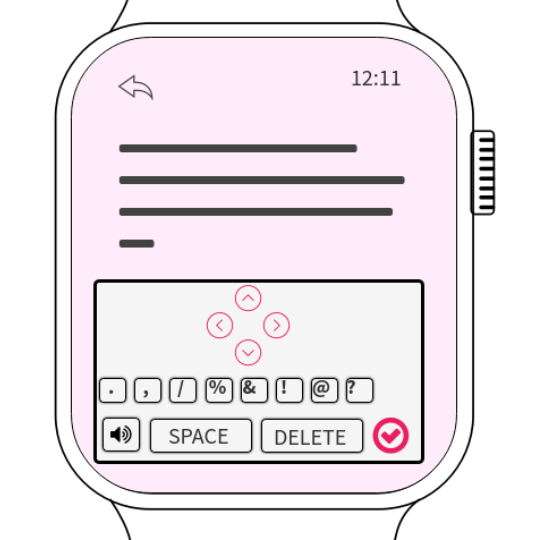 12:11
. , / % & ! @ ?
SPACE DELETE